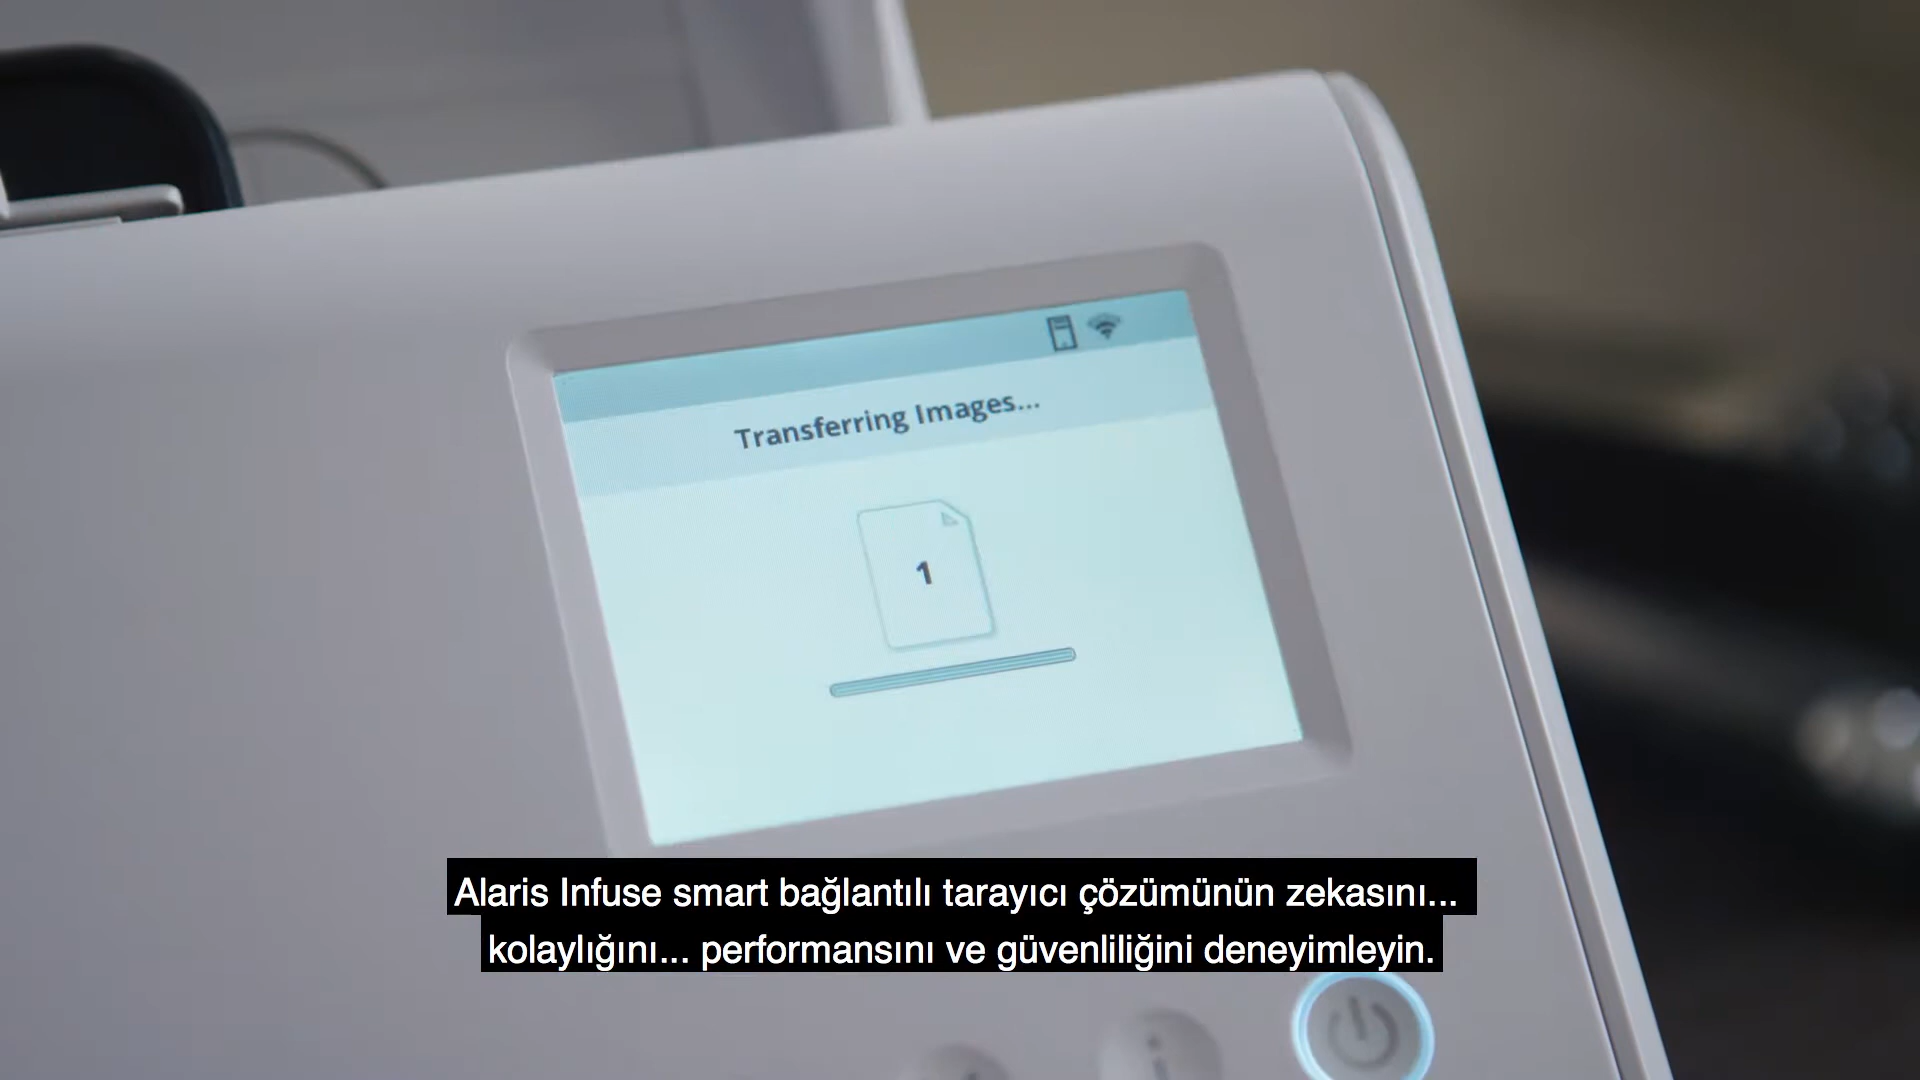 Transferring Images...
1
Alaris Infuse smart bağlantılı tarayıcı çözümünün zekasını...
kolaylığını... performansını ve güvenliliğini deneyimleyin.